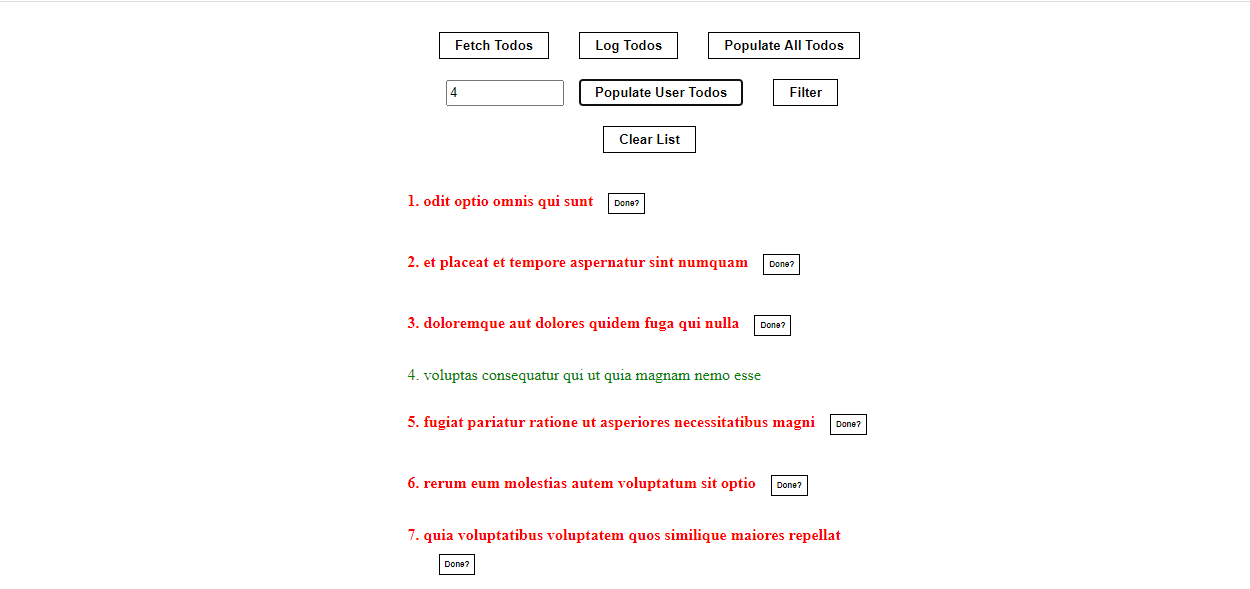 Fetch Todos Log Todos Populate All Todos
4 Populate User Todos Filter
Clear List
1. odit optio omnis qui sunt Done?
2. et placeat et tempore aspernatur sint numquam Done?
3. doloremque aut dolores quidem fuga qui nulla Done?
4. voluptas consequatur qui ut quia magnam nemo esse
5. fugiat pariatur ratione ut asperiores necessitatibus magni Done?
6. rerum eum molestias autem voluptatum sit optio Done?
7. quia voluptatibus voluptatem quos similique maiores repellat
Done?